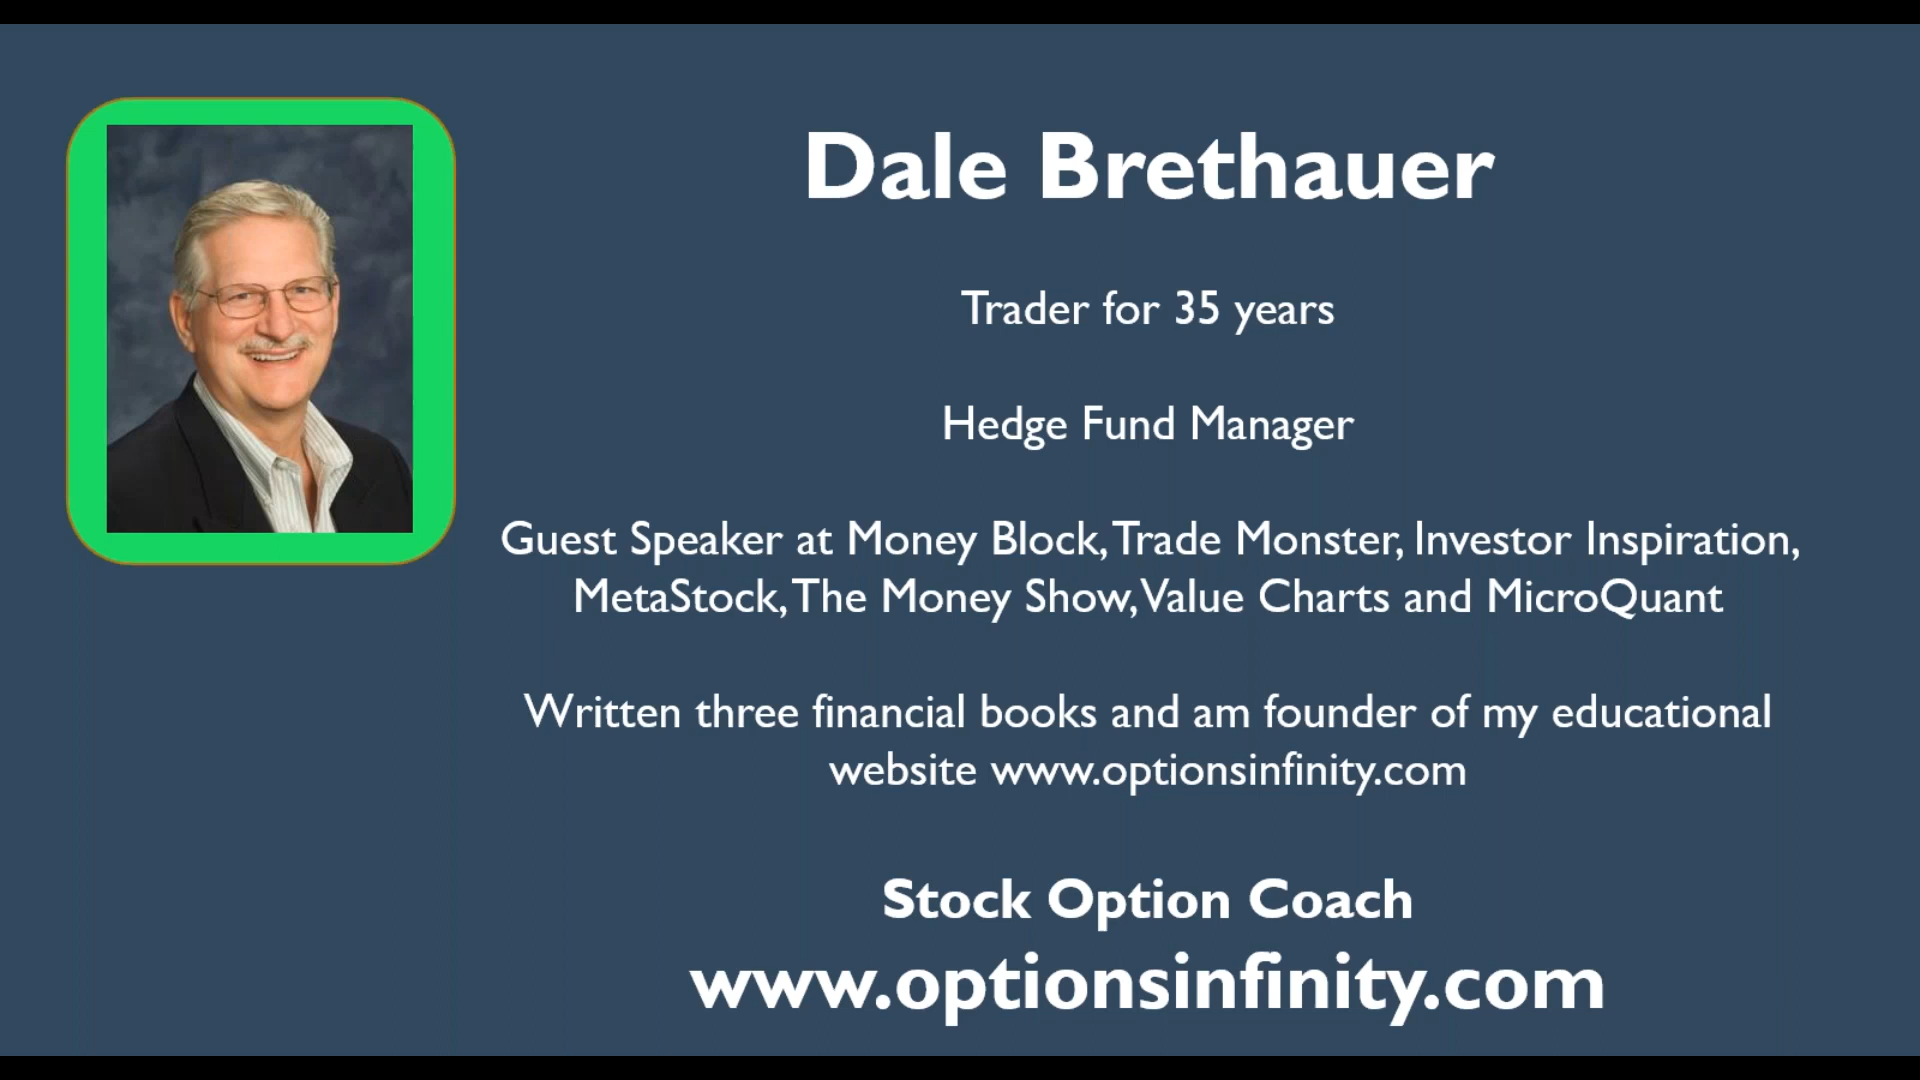 Dale Brethauer
Trader for 35 years
Hedge Fund Manager
Guest Speaker at Money Block, Trade Monster, Investor Inspiration,
MetaStock, The Money Show, Value Charts and MicroQuant
Written three financial books and am founder of my educational
website www.optionsinfinity.com
Stock Option Coach
www.optionsinfinity.com